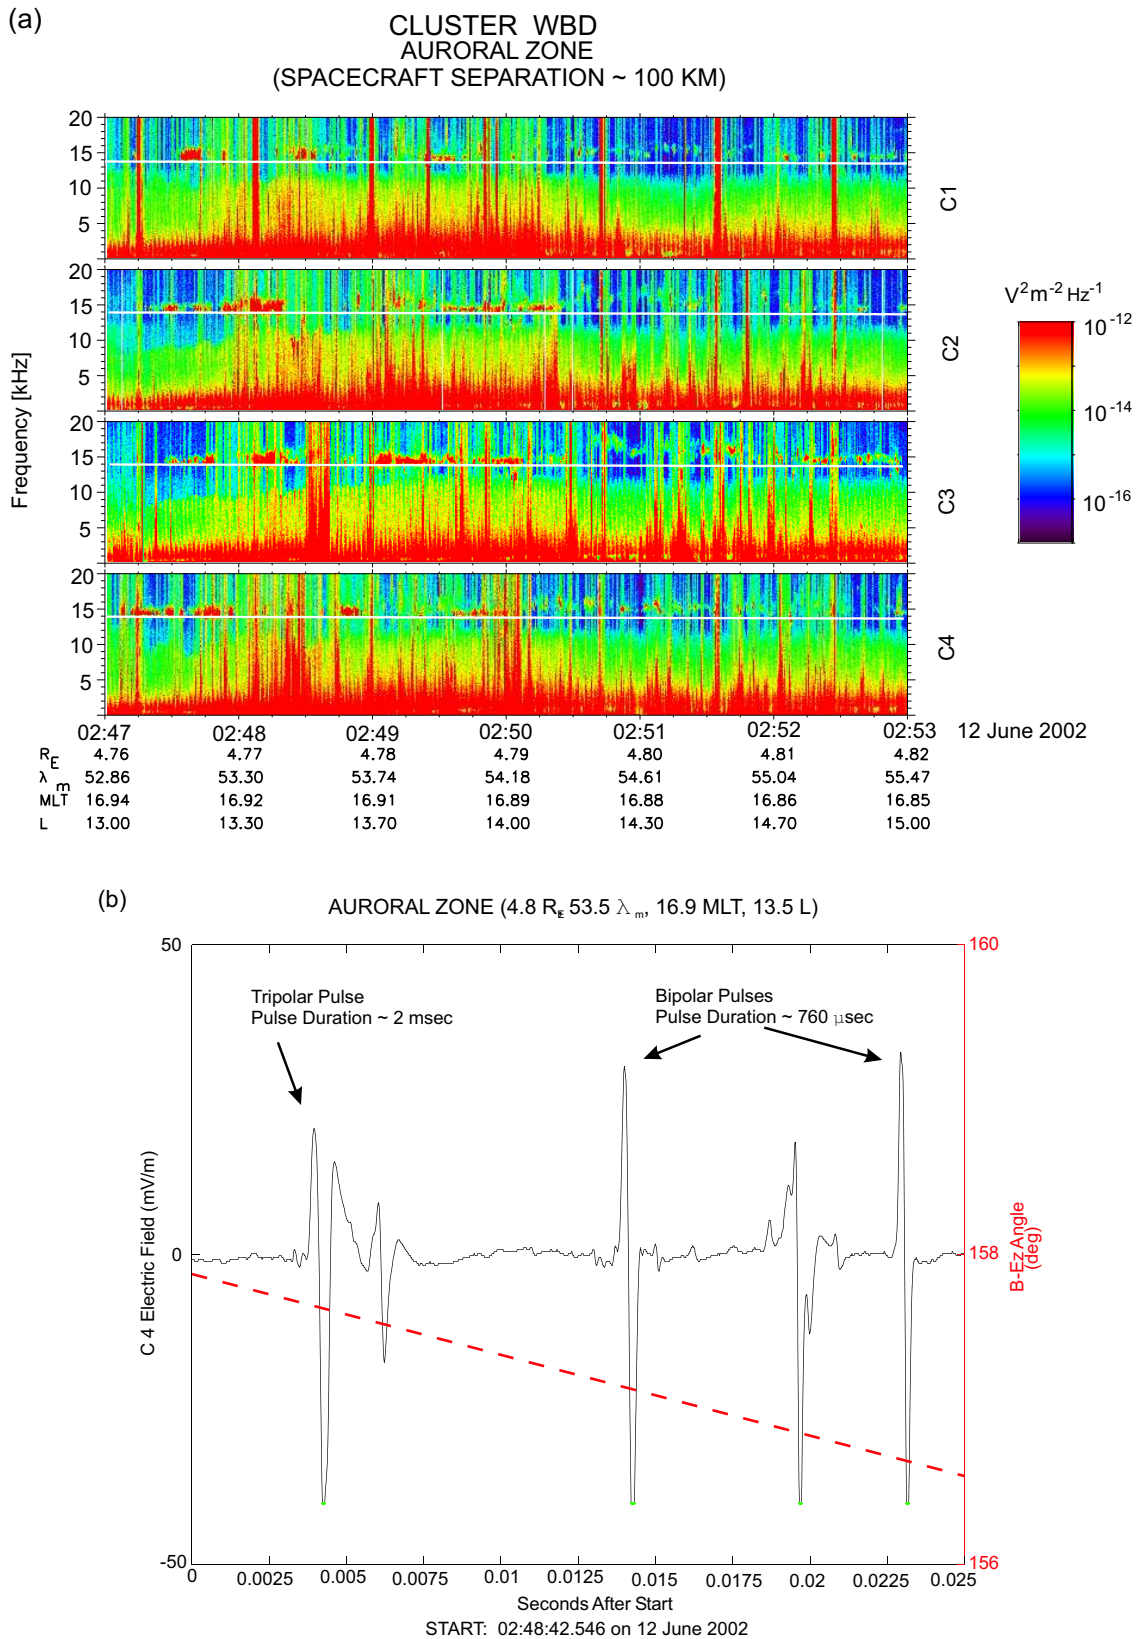 (a)
CLUSTER WBD
AURORAL ZONE
(SPACECRAFT SEPARATION ~ 100 KM)
20
15
10
5
C1
20
15
10
5
C2
20
15
10
5
C3
20
15
10
5
C4
Frequency [kHz]
V²m⁻² Hz⁻¹
10⁻¹²
10⁻¹⁴
10⁻¹⁶
02:47 02:48 02:49 02:50 02:51 02:52 02:53 12 June 2002
R_E 4.76 4.77 4.78 4.79 4.80 4.81 4.82
λ_m 52.86 53.30 53.74 54.18 54.61 55.04 55.47
MLT 16.94 16.92 16.91 16.89 16.88 16.86 16.85
L 13.00 13.30 13.70 14.00 14.30 14.70 15.00
(b)
AURORAL ZONE (4.8 R_E 53.5 λ_m, 16.9 MLT, 13.5 L)
50
0
-50
C 4 Electric Field (mV/m)
Tripolar Pulse
Pulse Duration ~ 2 msec
Bipolar Pulses
Pulse Duration ~ 760 μsec
160
158
156
B-Ez Angle
(deg)
0 0.0025 0.005 0.0075 0.01 0.0125 0.015 0.0175 0.02 0.0225 0.025
Seconds After Start
START: 02:48:42.546 on 12 June 2002